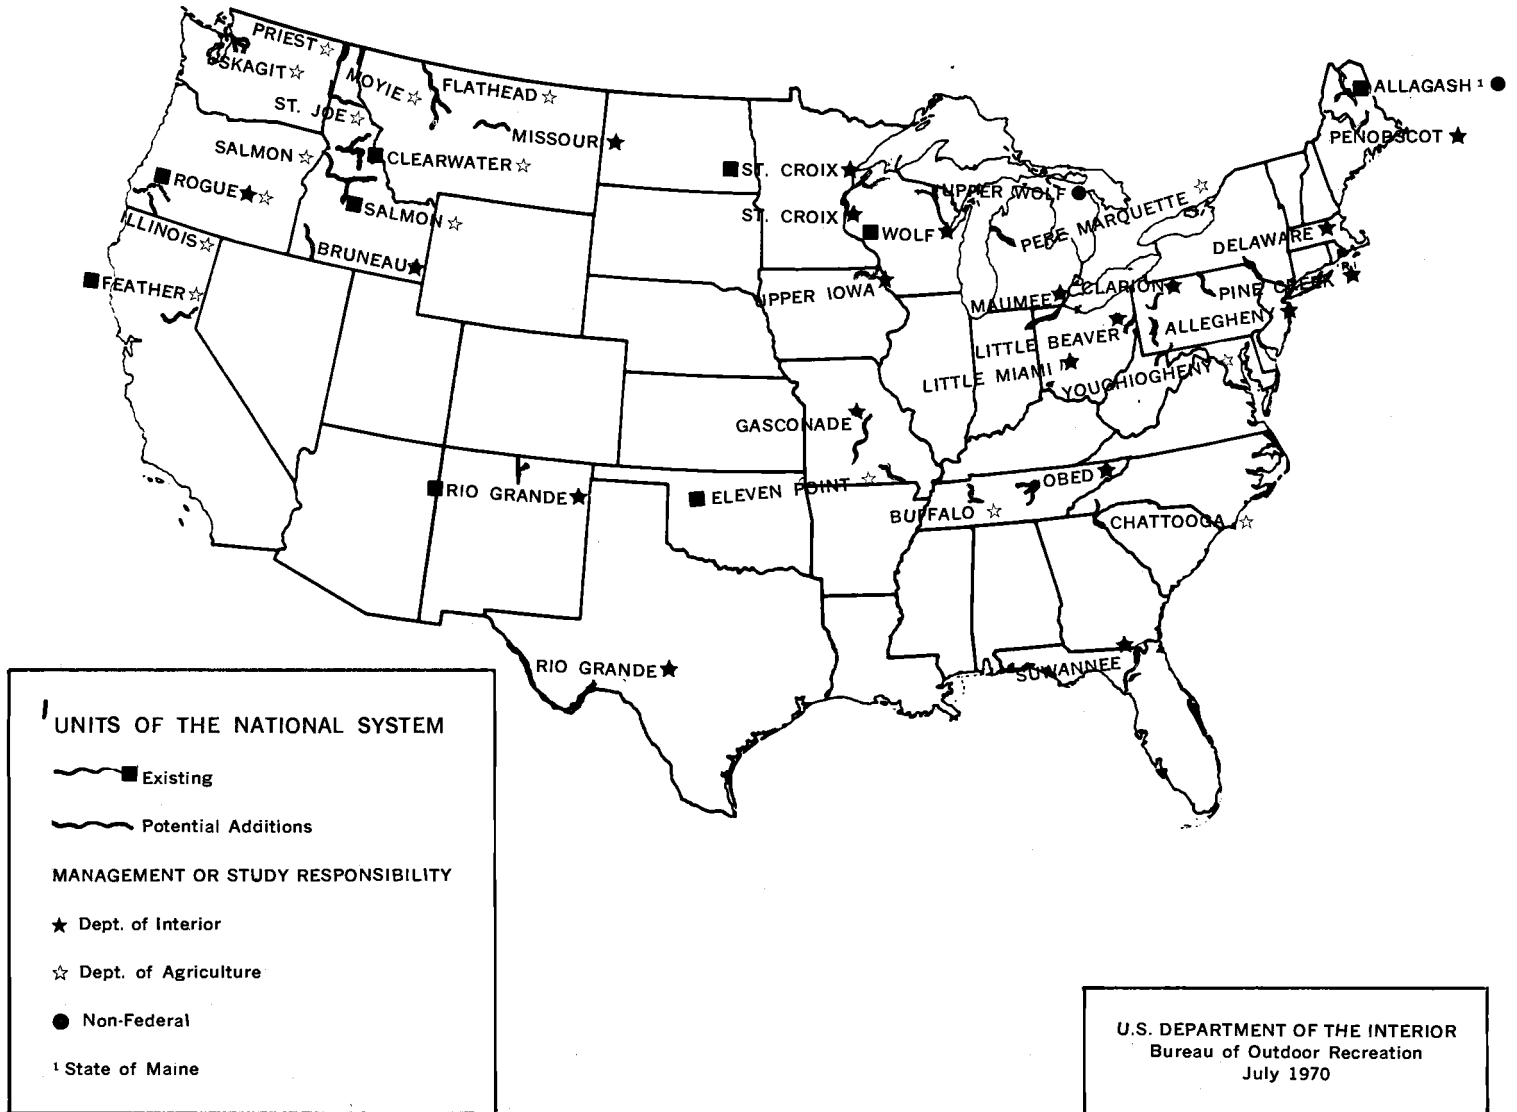 PRIEST☆
SKAGIT☆
MOYIE☆
FLATHEAD☆
ST. JOE☆
MISSOURI★
SALMON☆
■CLEARWATER☆
■ROGUE★☆
■SALMON☆
ILLINOIS☆
BRUNEAU★
■FEATHER☆
■ST. CROIX★
ST. CROIX★
■WOLF★
UPPER WOLF●
PERE MARQUETTE☆
■ALLAGASH ¹●
PENOBSCOT★
DELAWARE★
UPPER IOWA★
MAUMEE★
CLARION★
PINE CREEK★
ALLEGHENY★
LITTLE BEAVER★
LITTLE MIAMI★
YOUGHIOGHENY☆
GASCONADE★
■RIO GRANDE★
■ELEVEN POINT☆
OBED★
BUFFALO☆
CHATTOOGA☆
RIO GRANDE★
SUWANNEE★
UNITS OF THE NATIONAL SYSTEM
Existing
Potential Additions
MANAGEMENT OR STUDY RESPONSIBILITY
★ Dept. of Interior
☆ Dept. of Agriculture
● Non-Federal
¹ State of Maine
U.S. DEPARTMENT OF THE INTERIOR
Bureau of Outdoor Recreation
July 1970